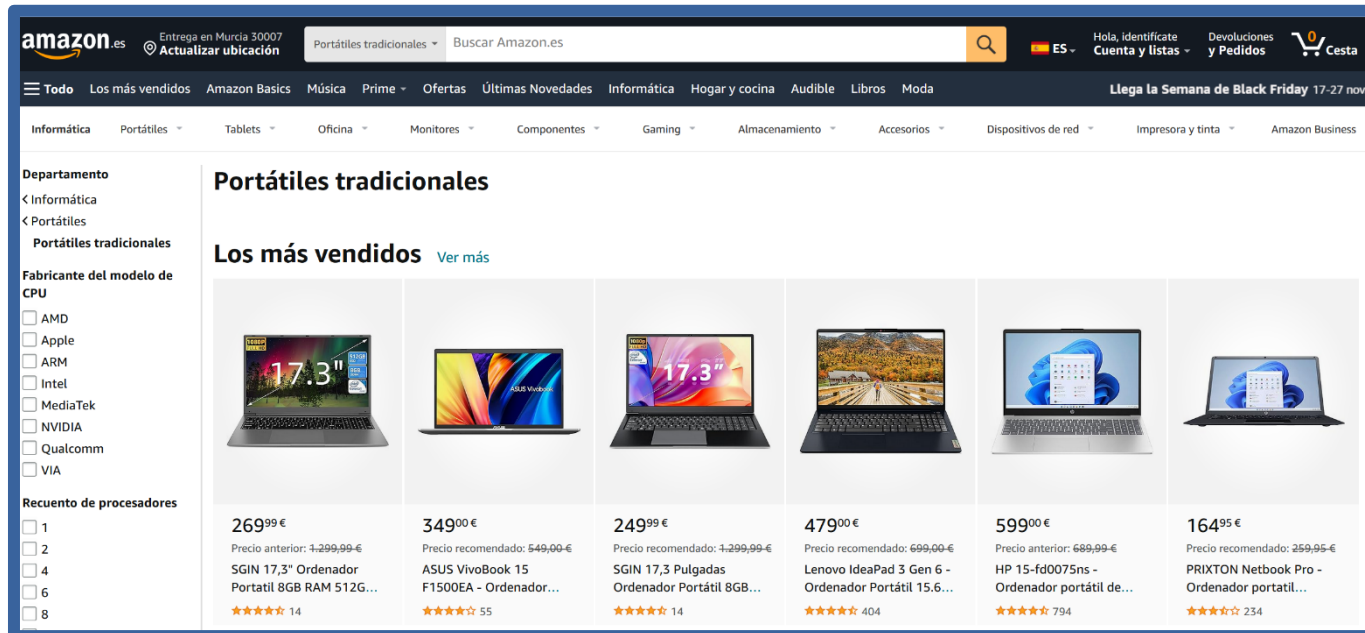 amazon.es
Entrega en Murcia 30007
Actualizar ubicación
Portátiles tradicionales
Buscar Amazon.es
ES
Hola, identifícate
Cuenta y listas
Devoluciones
y Pedidos
0
Cesta
Todo Los más vendidos Amazon Basics Música Prime Ofertas Últimas Novedades Informática Hogar y cocina Audible Libros Moda
Llega la Semana de Black Friday 17-27 nov
Informática Portátiles Tablets Oficina Monitores Componentes Gaming Almacenamiento Accesorios Dispositivos de red Impresora y tinta Amazon Business
Departamento
Informática
Portátiles
Portátiles tradicionales
Fabricante del modelo de
CPU
AMD
Apple
ARM
Intel
MediaTek
NVIDIA
Qualcomm
VIA
Recuento de procesadores
1
2
4
6
8
Portátiles tradicionales
Los más vendidos Ver más
17.3"
512GB
8GB
ASUS Vivobook
17.3"
269,99 €
Precio anterior: 1.299,99 €
SGIN 17,3" Ordenador
Portatil 8GB RAM 512G...
14
349,00 €
Precio recomendado: 549,00 €
ASUS VivoBook 15
F1500EA - Ordenador...
55
249,99 €
Precio recomendado: 1.299,99 €
SGIN 17,3 Pulgadas
Ordenador Portátil 8GB...
14
479,00 €
Precio recomendado: 699,00 €
Lenovo IdeaPad 3 Gen 6 -
Ordenador Portátil 15.6...
404
599,00 €
Precio anterior: 689,99 €
HP 15-fd0075ns -
Ordenador portátil de...
794
164,95 €
Precio recomendado: 259,95 €
PRIXTON Netbook Pro -
Ordenador portatil...
234